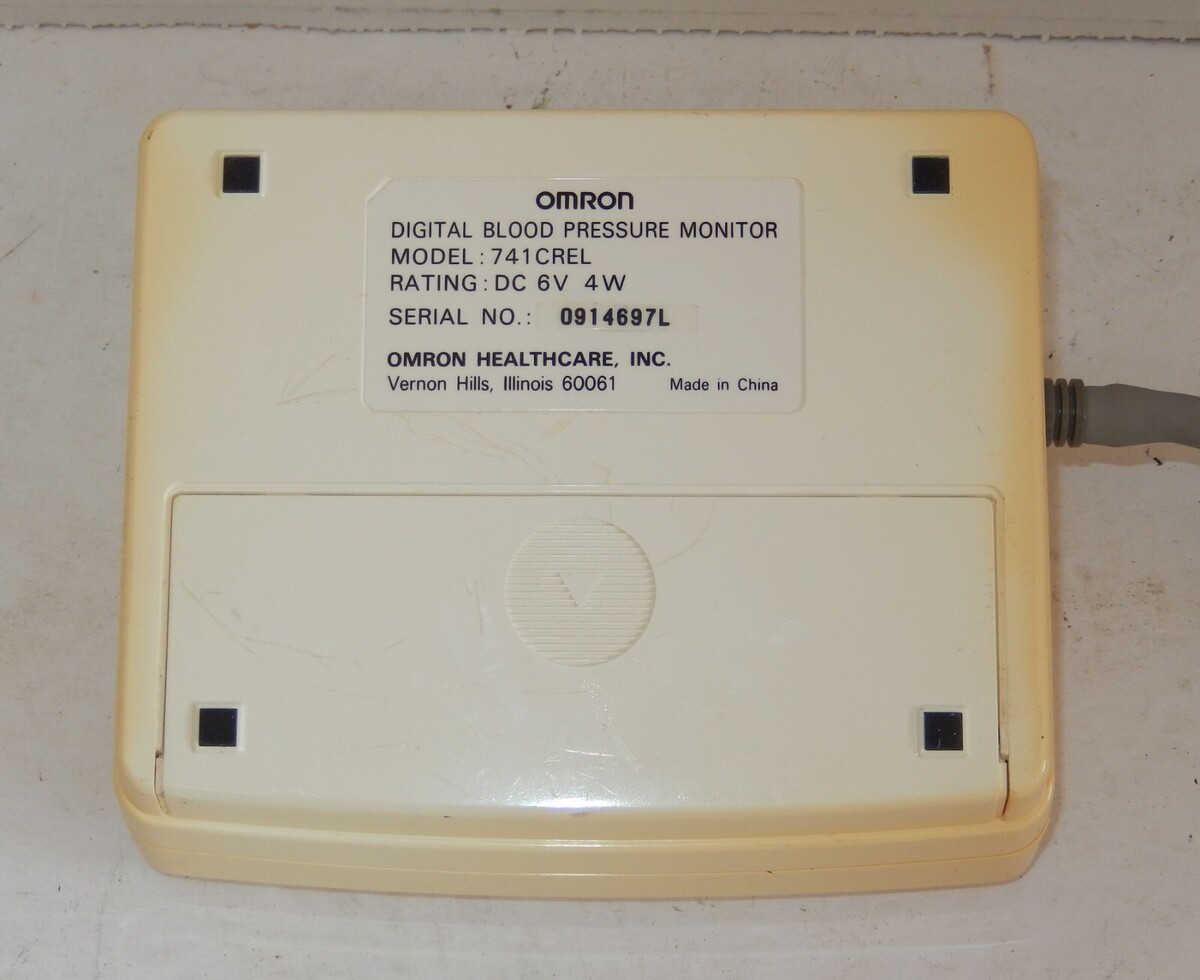 OMRON
DIGITAL BLOOD PRESSURE MONITOR
MODEL: 741CREL
RATING: DC 6V 4W
SERIAL NO.: 0914697L
OMRON HEALTHCARE, INC.
Vernon Hills, Illinois 60061 Made in China